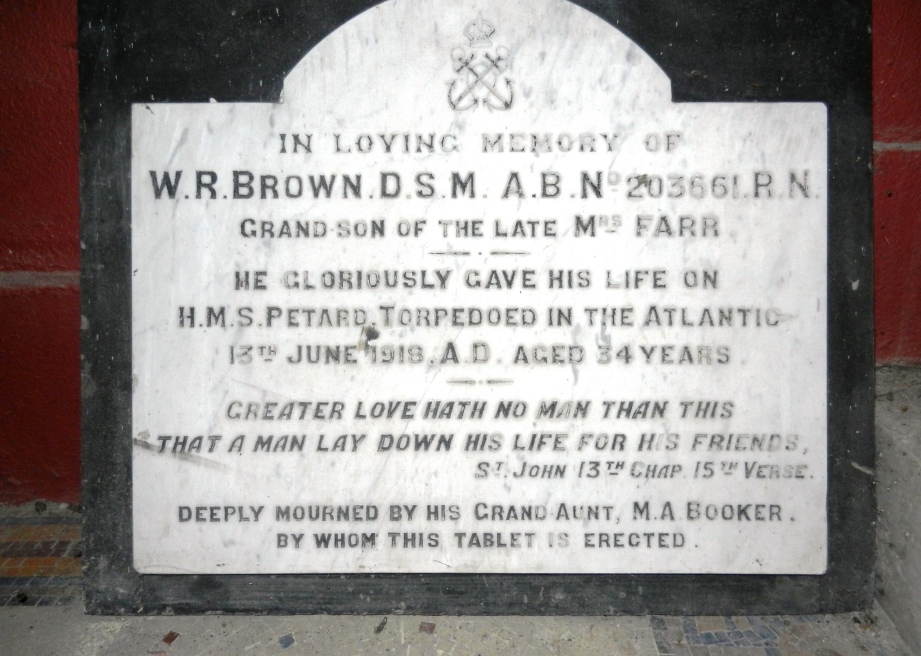 IN LOVING MEMORY OF
W.R.BROWN.D.S.M. A.B.Nº 203661.R.N.
GRAND-SON OF THE LATE MRS FARR.
HE GLORIOUSLY GAVE HIS LIFE ON
H.M.S.PETARD.TORPEDOED IN THE ATLANTIC
13TH JUNE 1918.A.D. AGED 34 YEARS.
GREATER LOVE HATH NO MAN THAN THIS
THAT A MAN LAY DOWN HIS LIFE FOR HIS FRIENDS,
ST. JOHN 13TH CHAP. 15TH VERSE.
DEEPLY MOURNED BY HIS GRAND-AUNT, M.A.BOOKER.
BY WHOM THIS TABLET IS ERECTED.